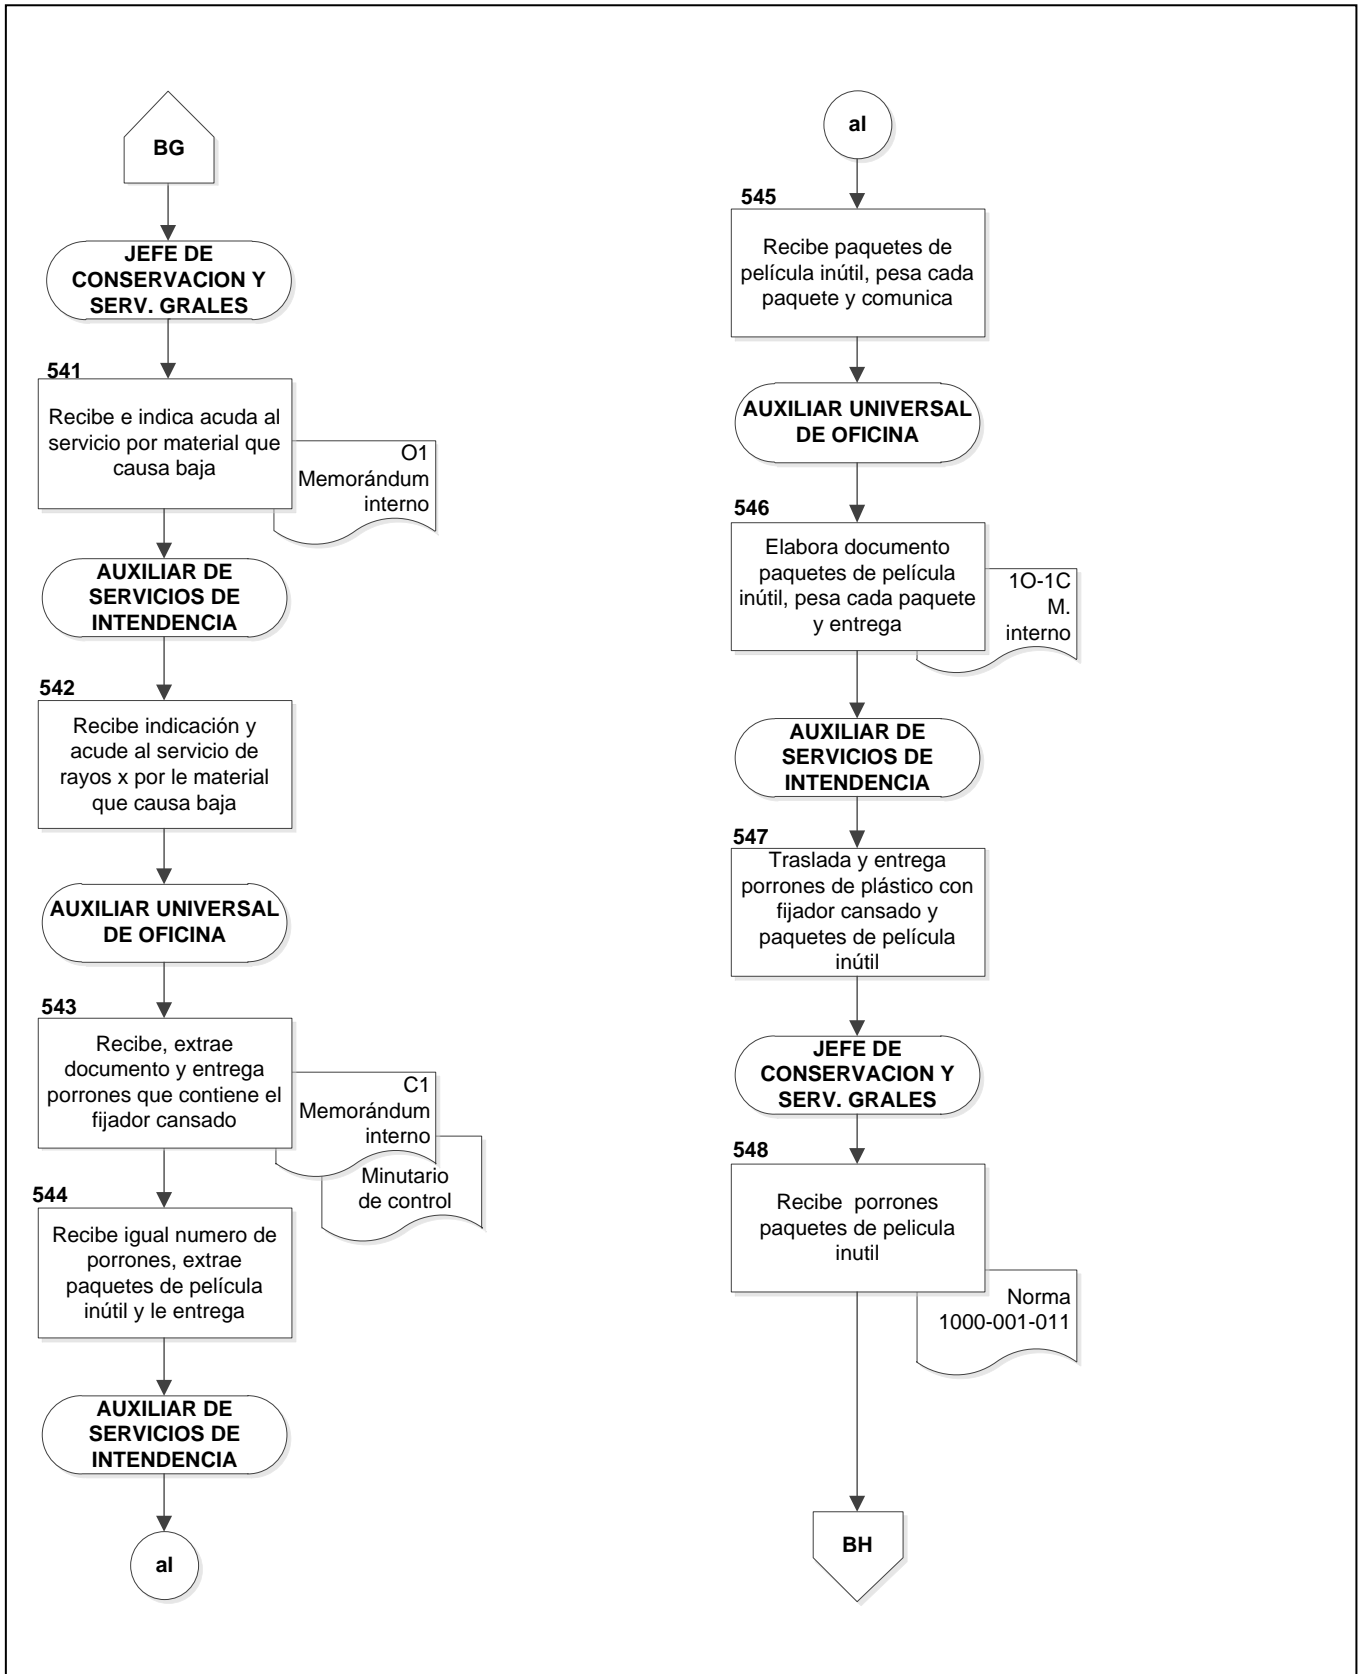 BG
JEFE DE
CONSERVACION Y
SERV. GRALES
541
Recibe e indica acuda al
servicio por material que
causa baja
O1
Memorándum
interno
AUXILIAR DE
SERVICIOS DE
INTENDENCIA
542
Recibe indicación y
acude al servicio de
rayos x por le material
que causa baja
AUXILIAR UNIVERSAL
DE OFICINA
543
Recibe, extrae
documento y entrega
porrones que contiene el
fijador cansado
C1
Memorándum
interno
Minutario
de control
544
Recibe igual numero de
porrones, extrae
paquetes de película
inútil y le entrega
AUXILIAR DE
SERVICIOS DE
INTENDENCIA
al
al
545
Recibe paquetes de
película inútil, pesa cada
paquete y comunica
AUXILIAR UNIVERSAL
DE OFICINA
546
Elabora documento
paquetes de película
inútil, pesa cada paquete
y entrega
1O-1C
M.
interno
AUXILIAR DE
SERVICIOS DE
INTENDENCIA
547
Traslada y entrega
porrones de plástico con
fijador cansado y
paquetes de película
inútil
JEFE DE
CONSERVACION Y
SERV. GRALES
548
Recibe porrones
paquetes de pelicula
inutil
Norma
1000-001-011
BH